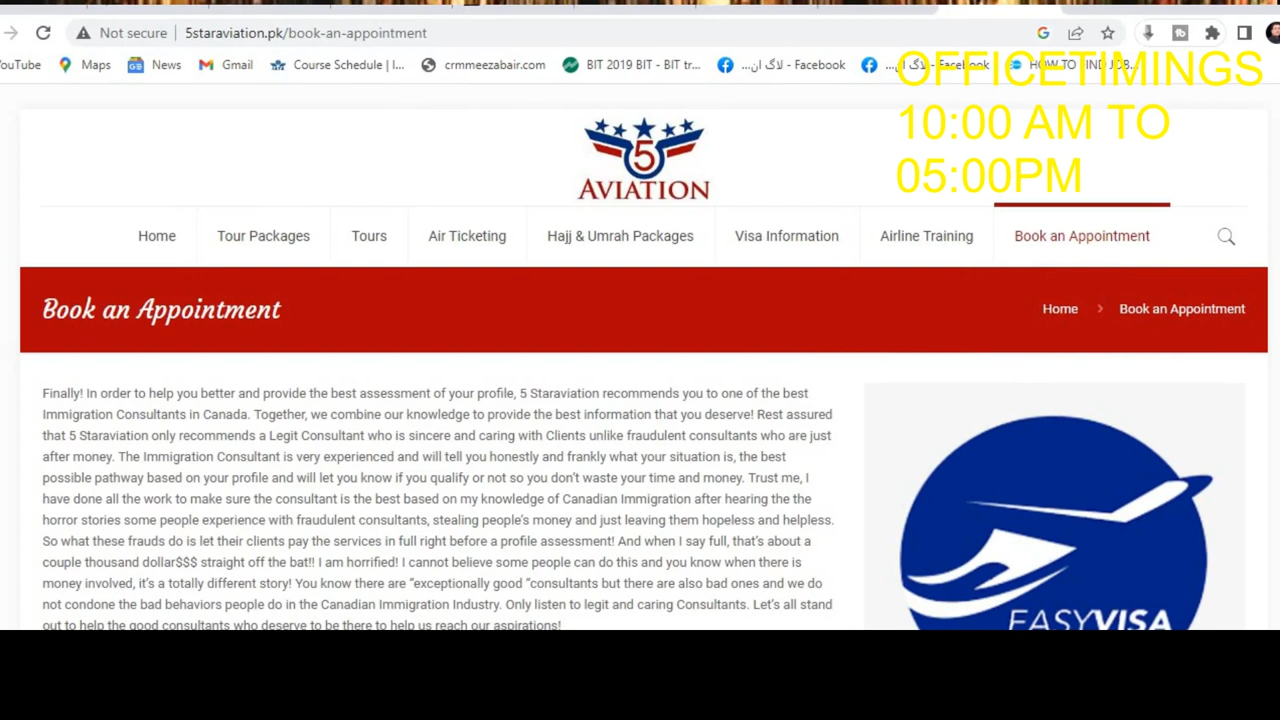 Not secure
5staraviation.pk/book-an-appointment
ouTube
Maps
News
Gmail
Course Schedule | I...
crmmeezabair.com
BIT 2019 BIT - BIT tr...
لاگ ان... - Facebook
لاگ ان... - Facebook
HOW TO FIND JOB...
OFFICETIMINGS
10:00 AM TO
05:00PM
5
AVIATION
Home
Tour Packages
Tours
Air Ticketing
Hajj & Umrah Packages
Visa Information
Airline Training
Book an Appointment
Book an Appointment
Home
Book an Appointment
Finally! In order to help you better and provide the best assessment of your profile, 5 Staraviation recommends you to one of the best
Immigration Consultants in Canada. Together, we combine our knowledge to provide the best information that you deserve! Rest assured
that 5 Staraviation only recommends a Legit Consultant who is sincere and caring with Clients unlike fraudulent consultants who are just
after money. The Immigration Consultant is very experienced and will tell you honestly and frankly what your situation is, the best
possible pathway based on your profile and will let you know if you qualify or not so you don’t waste your time and money. Trust me, I
have done all the work to make sure the consultant is the best based on my knowledge of Canadian Immigration after hearing the the
horror stories some people experience with fraudulent consultants, stealing people’s money and just leaving them hopeless and helpless.
So what these frauds do is let their clients pay the services in full right before a profile assessment! And when I say full, that’s about a
couple thousand dollar$$$ straight off the bat!! I am horrified! I cannot believe some people can do this and you know when there is
money involved, it’s a totally different story! You know there are “exceptionally good “consultants but there are also bad ones and we do
not condone the bad behaviors people do in the Canadian Immigration Industry. Only listen to legit and caring Consultants. Let’s all stand
out to help the good consultants who deserve to be there to help us reach our aspirations!
EASYVISA